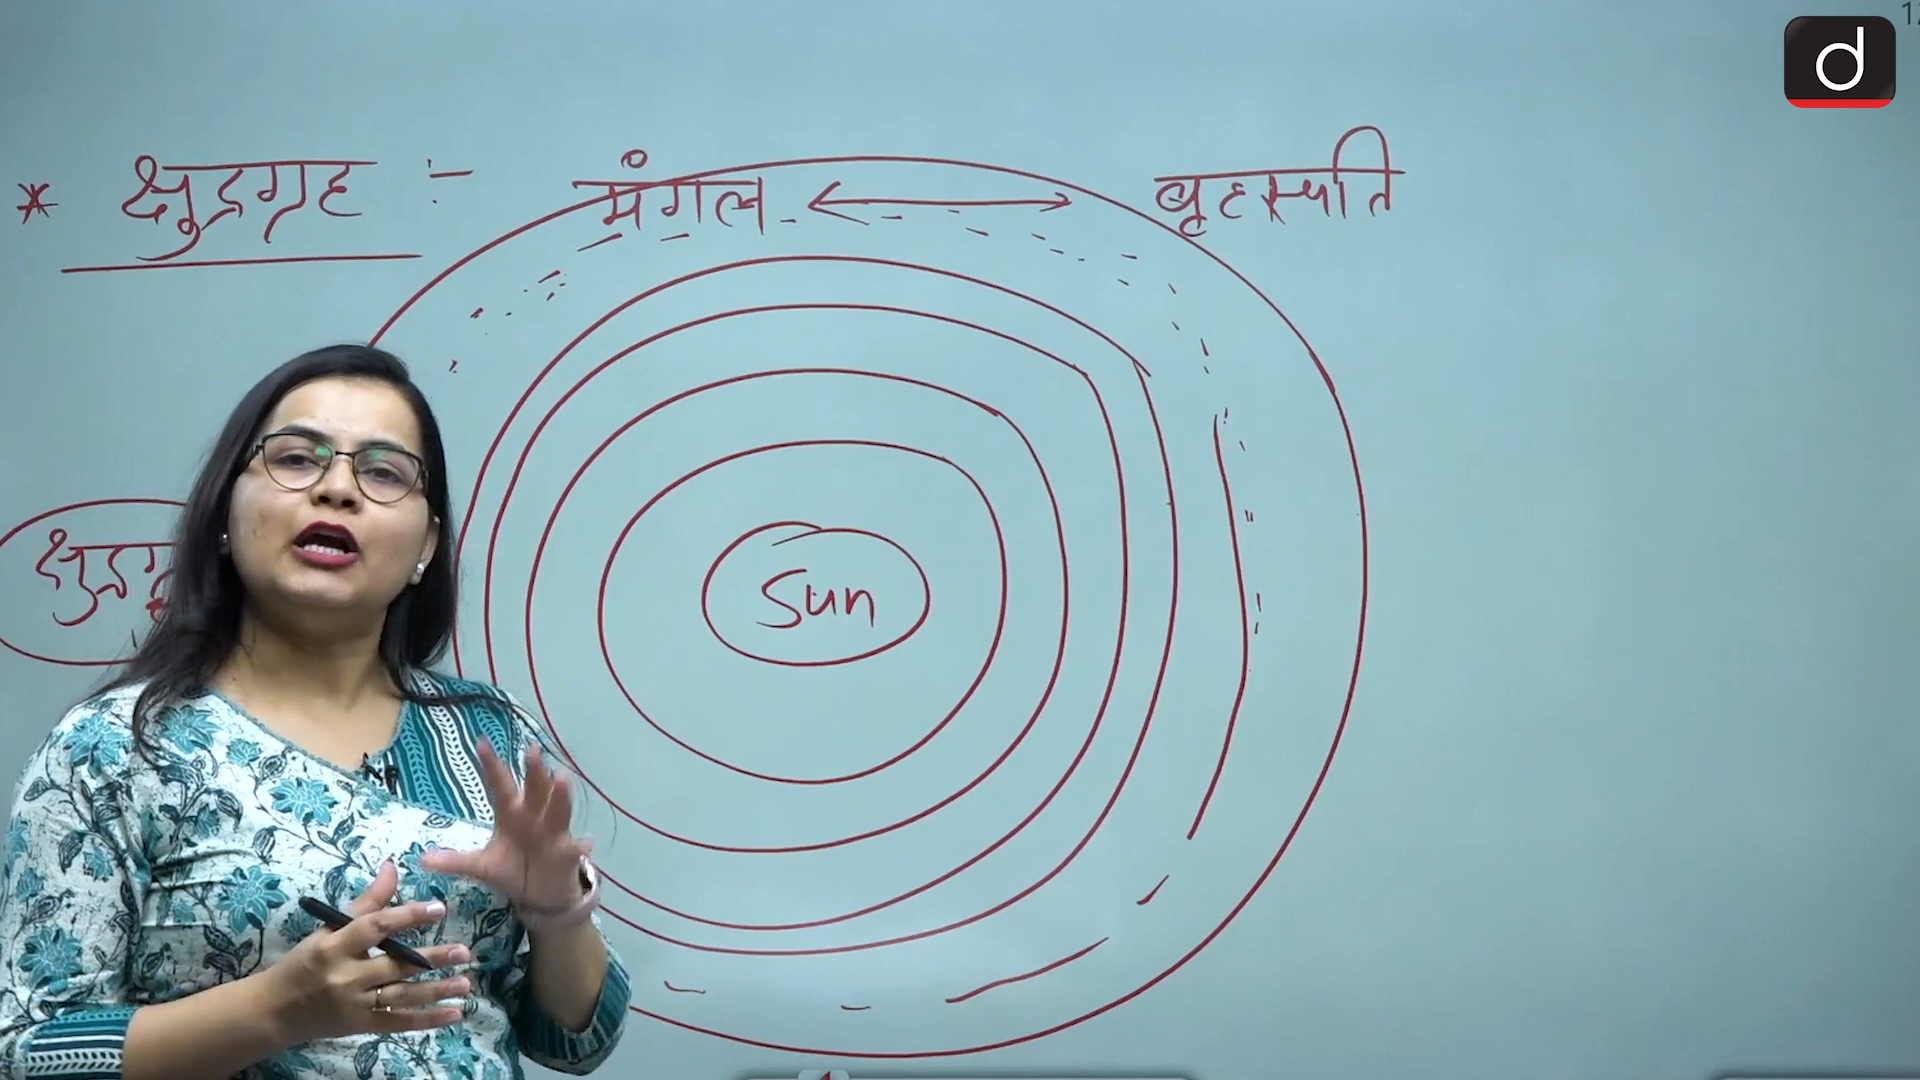 * क्षुद्रग्रह :- मंगल ↔ बृहस्पति
Sun
d